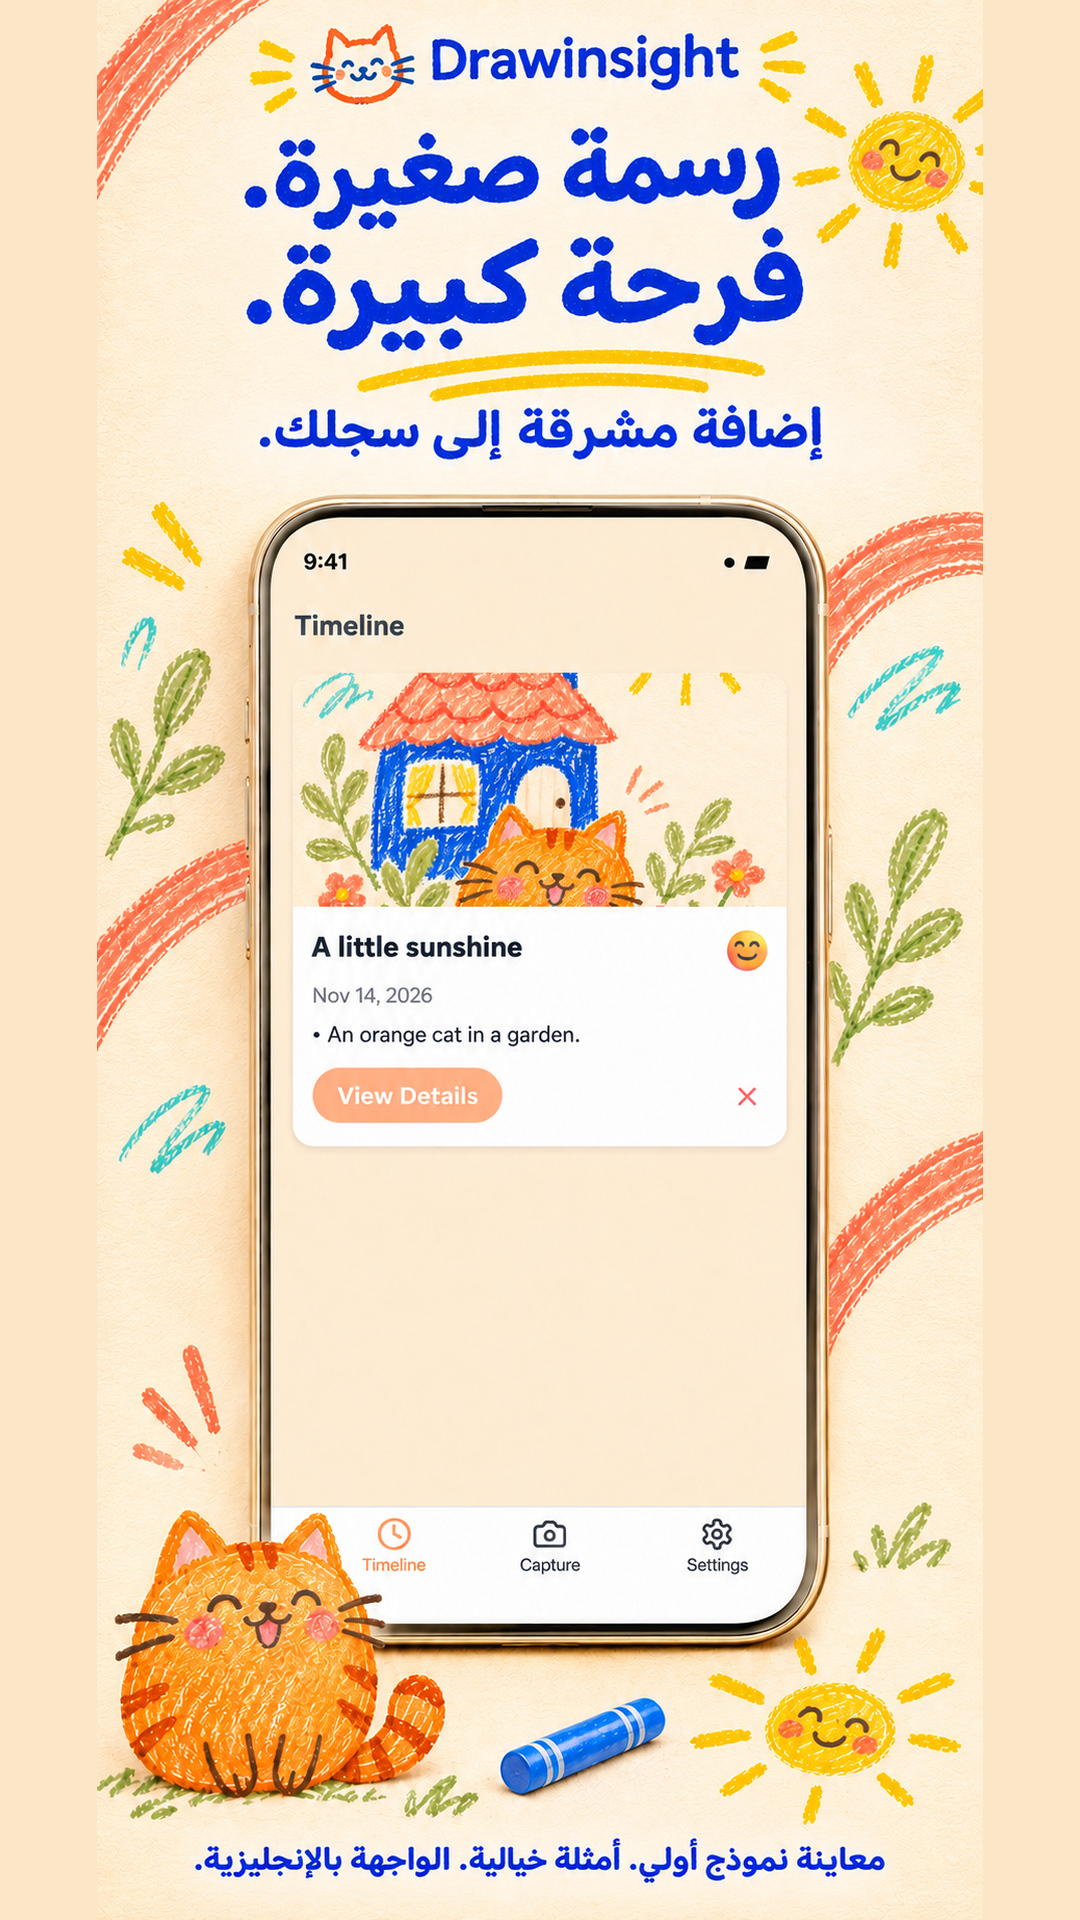 Drawinsight
رسمة صغيرة.
فرحة كبيرة.
إضافة مشرقة إلى سجلك.
9:41
Timeline
A little sunshine
Nov 14, 2026
• An orange cat in a garden.
View Details
Timeline
Capture
Settings
معاينة نموذج أولي. أمثلة خيالية. الواجهة بالإنجليزية.